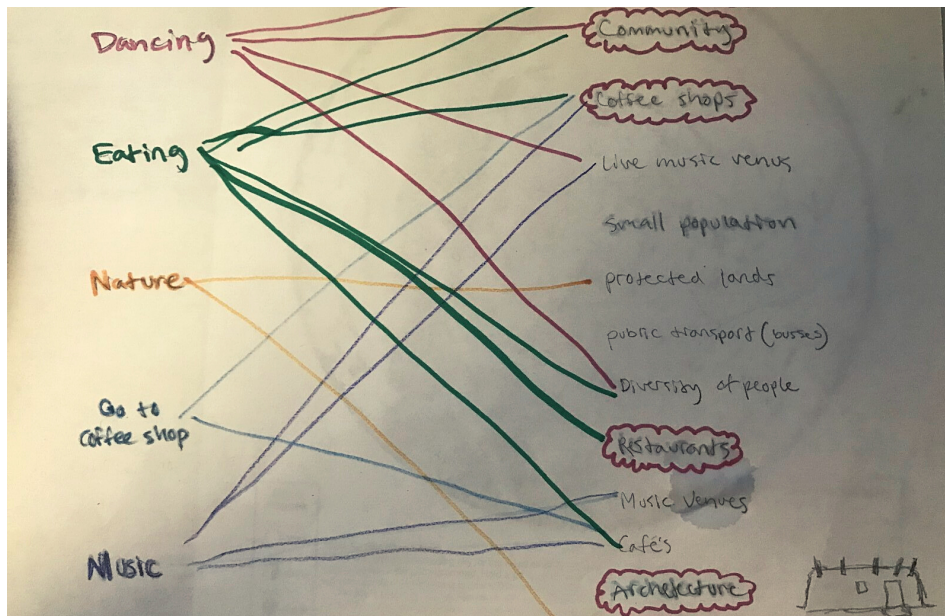 Dancing
Eating
Nature
Go to
coffee shop
Music
Community
Coffee shops
Live music venus
small population
protected lands
public transport (busses)
Diversity of people
Restaurants
Music Venues
Café's
Archetecture